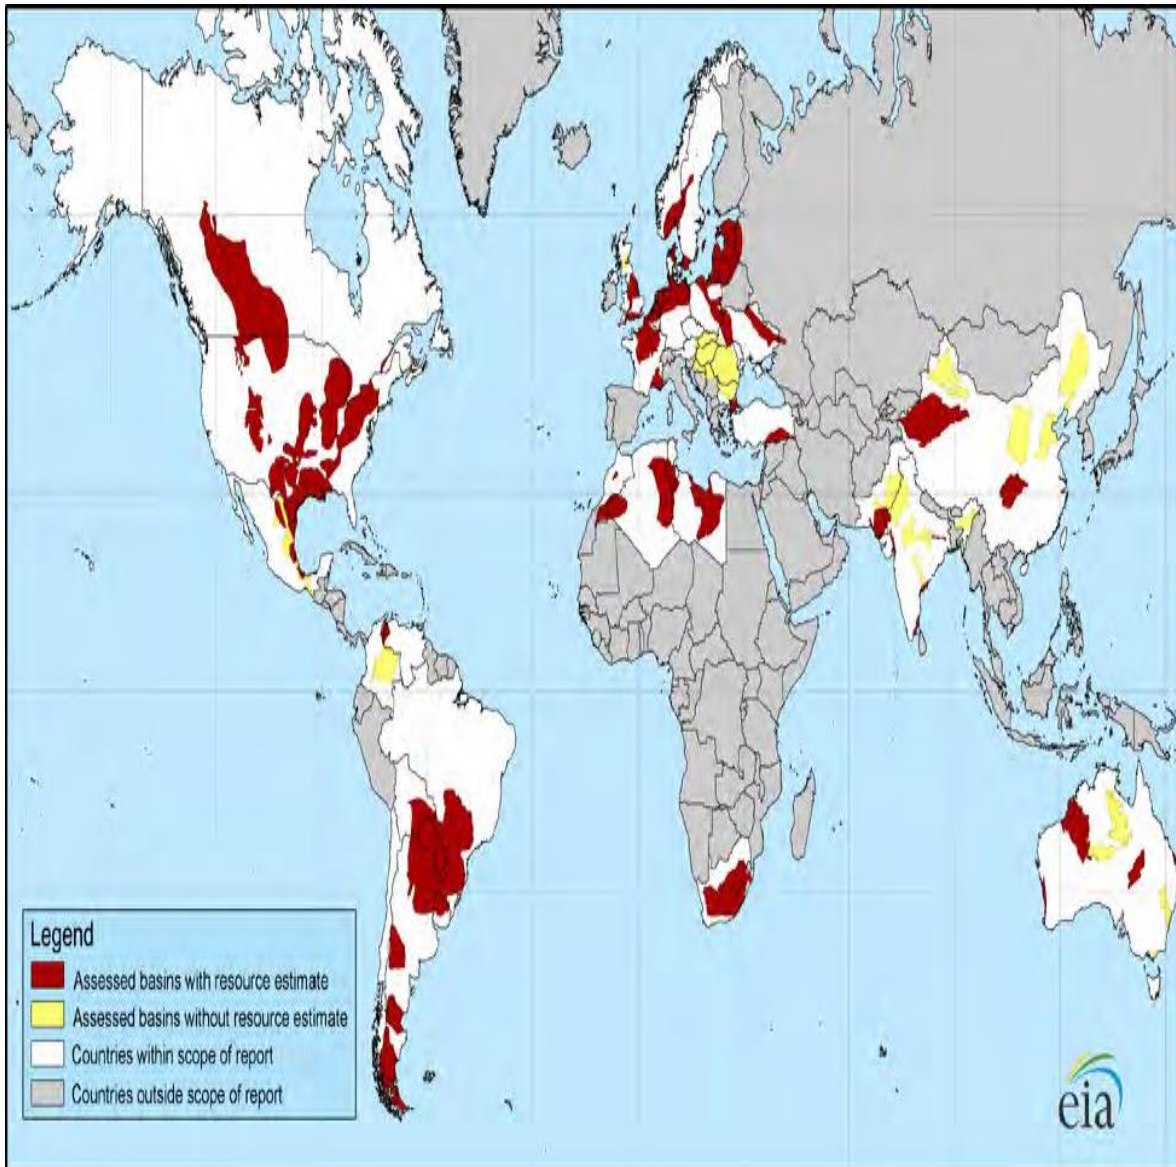 Legend
Assessed basins with resource estimate
Assessed basins without resource estimate
Countries within scope of report
Countries outside scope of report
eia